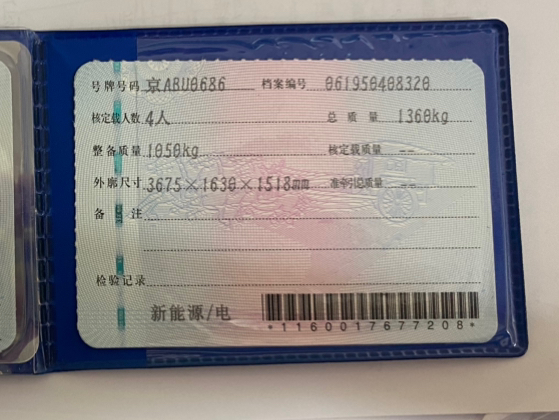 号牌号码 京ARU0686 档案编号 061950408320
核定载人数 4人 总质量 1360kg
整备质量 1050kg 核定载质量 --
外廓尺寸 3675×1630×1518mm 准牵引总质量 --
备注
检验记录
新能源/电
*1160017677208*